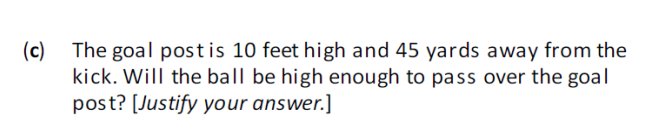 (c) The goal post is 10 feet high and 45 yards away from the
kick. Will the ball be high enough to pass over the goal
post? [Justify your answer.]